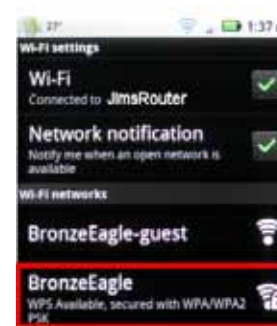 27°
1:37
Wi-Fi settings
Wi-Fi
Connected to JimsRouter
Network notification
Notify me when an open network is
available
Wi-Fi networks
BronzeEagle-guest
BronzeEagle
WPS Available, secured with WPA/WPA2
PSK